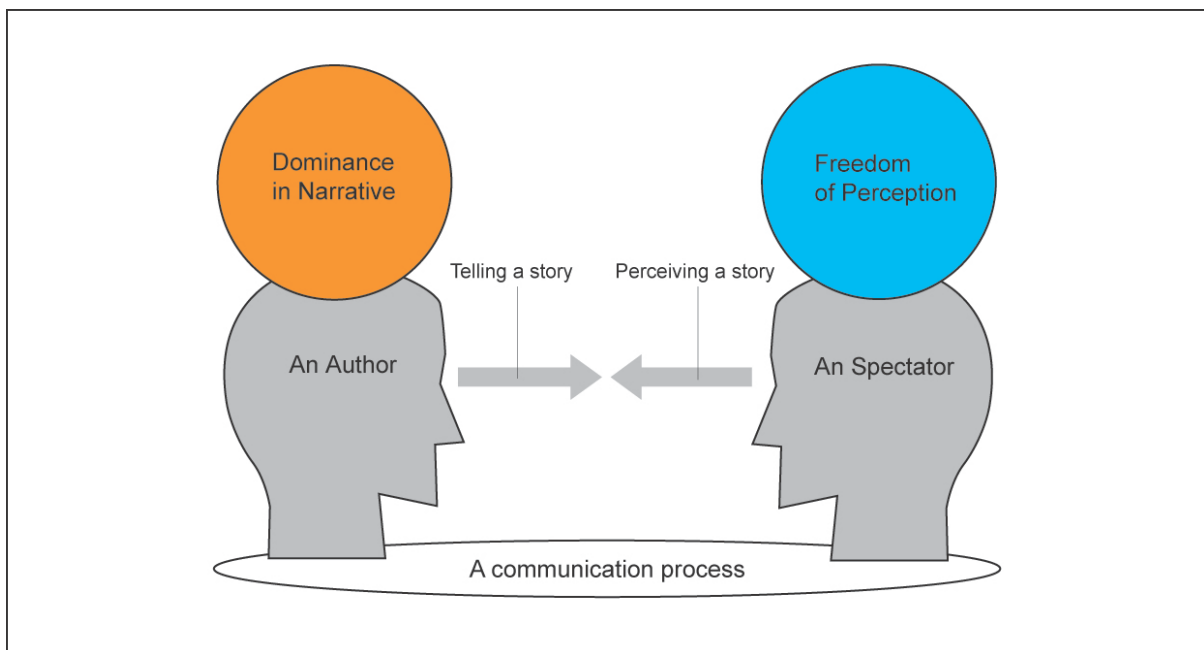 Dominance
in Narrative
Freedom
of Perception
Telling a story
Perceiving a story
An Author
An Spectator
A communication process